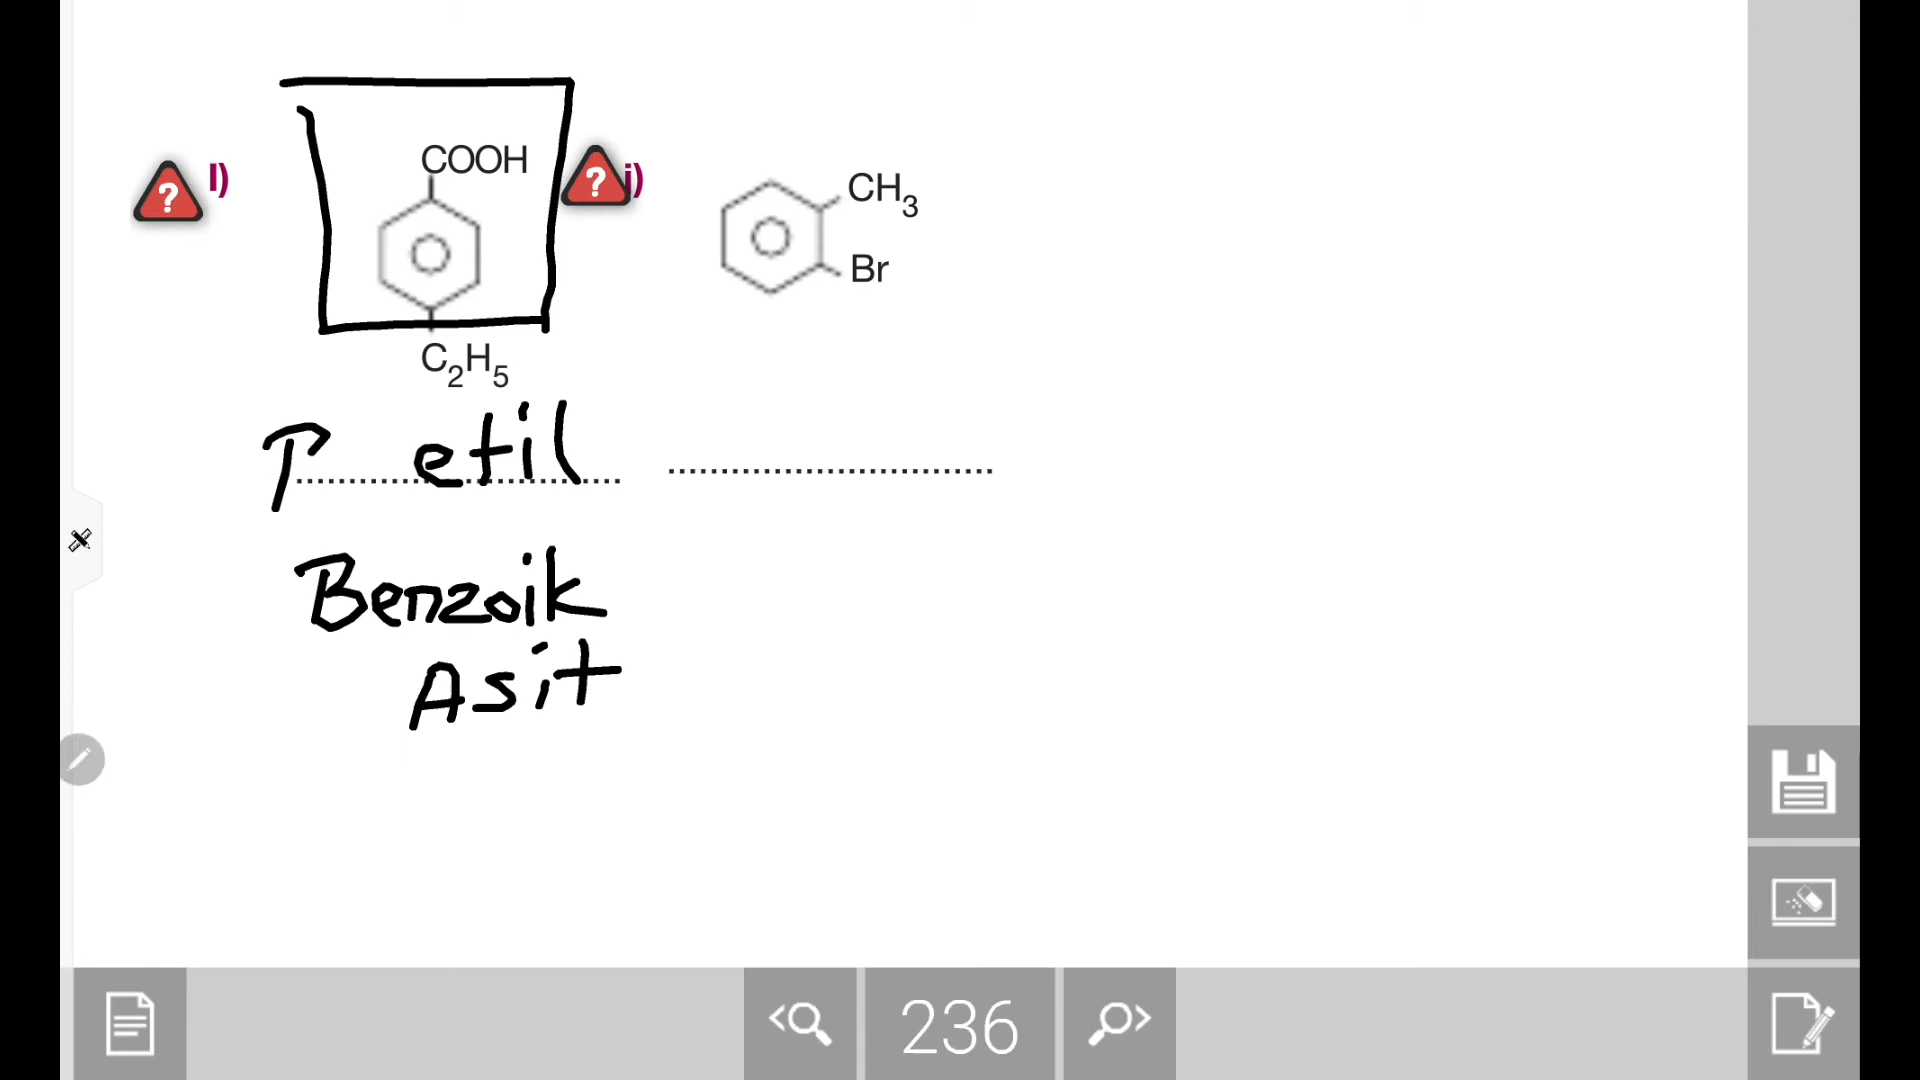 I)
COOH
C2H5
j)
CH3
Br
P etil
Benzoik
Asit
236